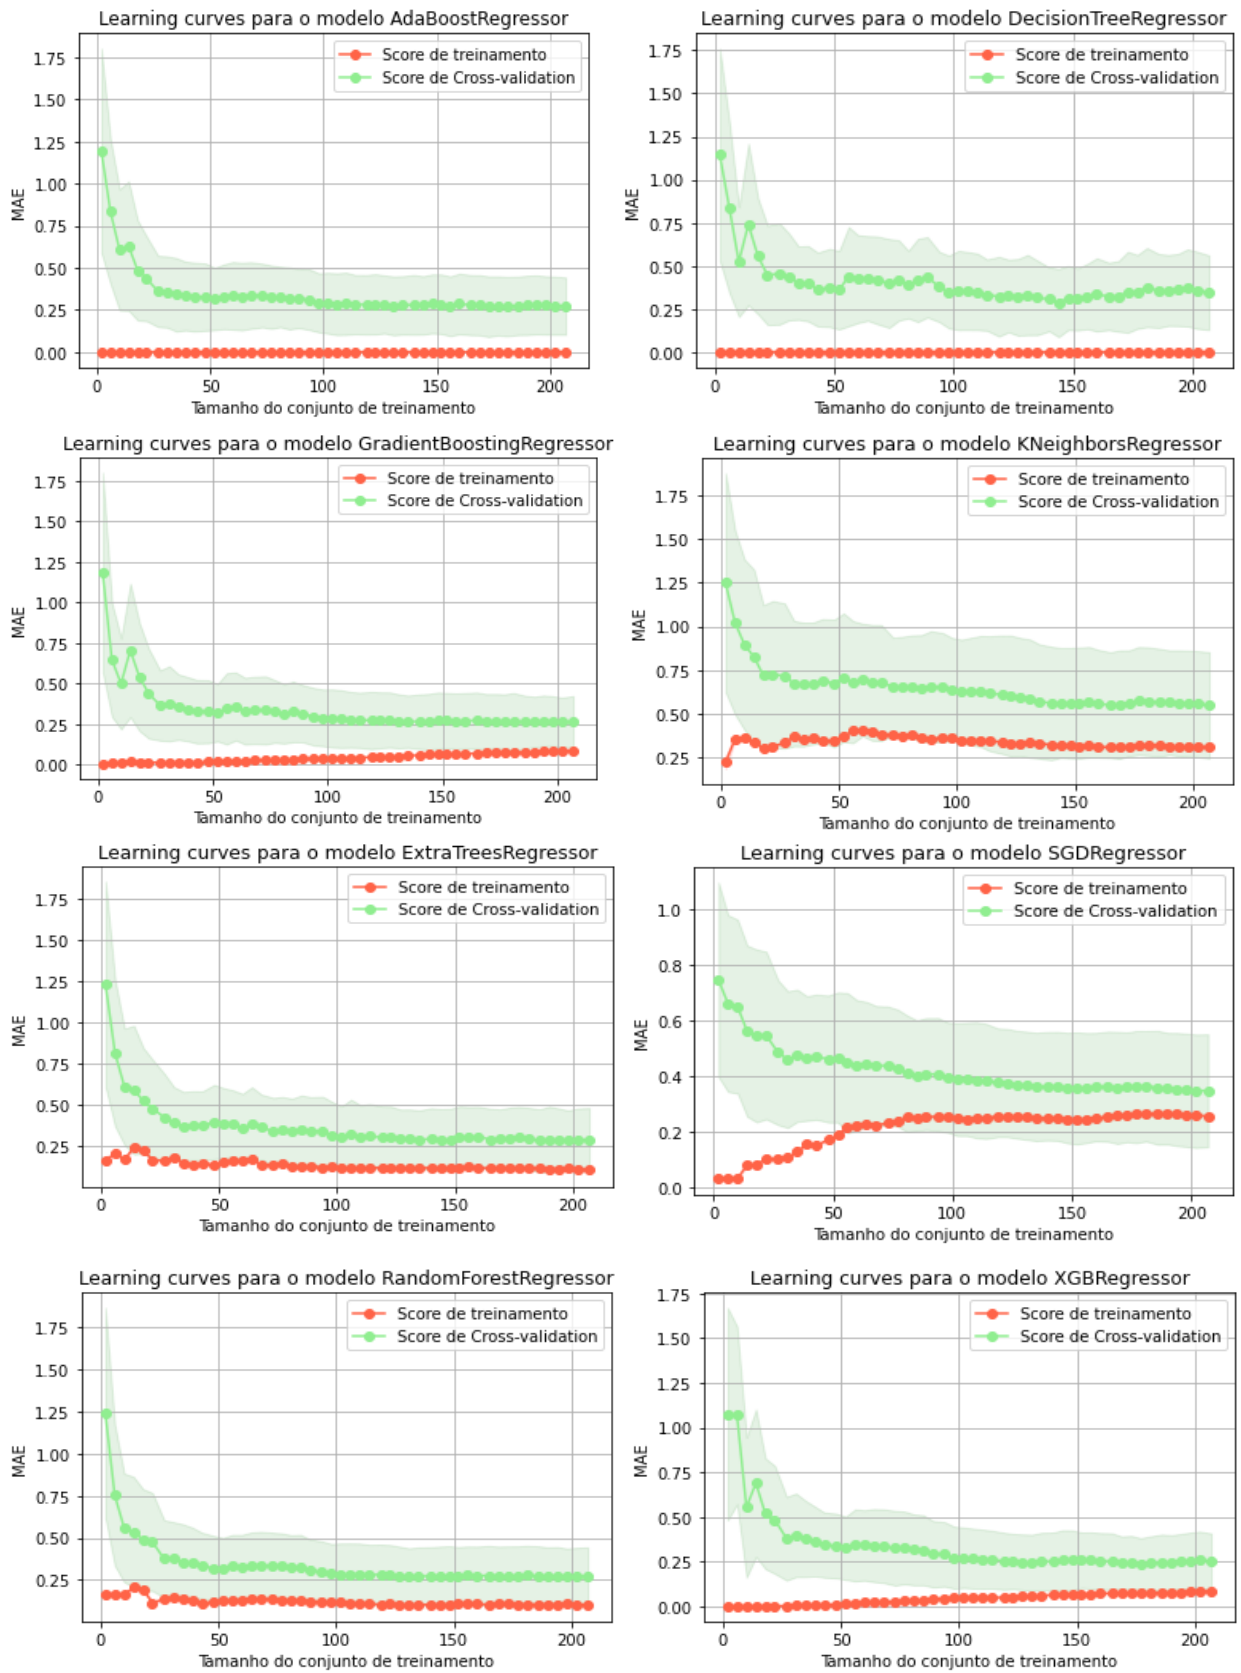 Learning curves para o modelo AdaBoostRegressor
Score de treinamento
Score de Cross-validation
1.75
1.50
1.25
1.00
0.75
0.50
0.25
0.00
MAE
0 50 100 150 200
Tamanho do conjunto de treinamento
Learning curves para o modelo DecisionTreeRegressor
Score de treinamento
Score de Cross-validation
1.75
1.50
1.25
1.00
0.75
0.50
0.25
0.00
MAE
0 50 100 150 200
Tamanho do conjunto de treinamento
Learning curves para o modelo GradientBoostingRegressor
Score de treinamento
Score de Cross-validation
1.75
1.50
1.25
1.00
0.75
0.50
0.25
0.00
MAE
0 50 100 150 200
Tamanho do conjunto de treinamento
Learning curves para o modelo KNeighborsRegressor
Score de treinamento
Score de Cross-validation
1.75
1.50
1.25
1.00
0.75
0.50
0.25
MAE
0 50 100 150 200
Tamanho do conjunto de treinamento
Learning curves para o modelo ExtraTreesRegressor
Score de treinamento
Score de Cross-validation
1.75
1.50
1.25
1.00
0.75
0.50
0.25
MAE
0 50 100 150 200
Tamanho do conjunto de treinamento
Learning curves para o modelo SGDRegressor
Score de treinamento
Score de Cross-validation
1.0
0.8
0.6
0.4
0.2
0.0
MAE
0 50 100 150 200
Tamanho do conjunto de treinamento
Learning curves para o modelo RandomForestRegressor
Score de treinamento
Score de Cross-validation
1.75
1.50
1.25
1.00
0.75
0.50
0.25
MAE
0 50 100 150 200
Tamanho do conjunto de treinamento
Learning curves para o modelo XGBRegressor
Score de treinamento
Score de Cross-validation
1.75
1.50
1.25
1.00
0.75
0.50
0.25
0.00
MAE
0 50 100 150 200
Tamanho do conjunto de treinamento